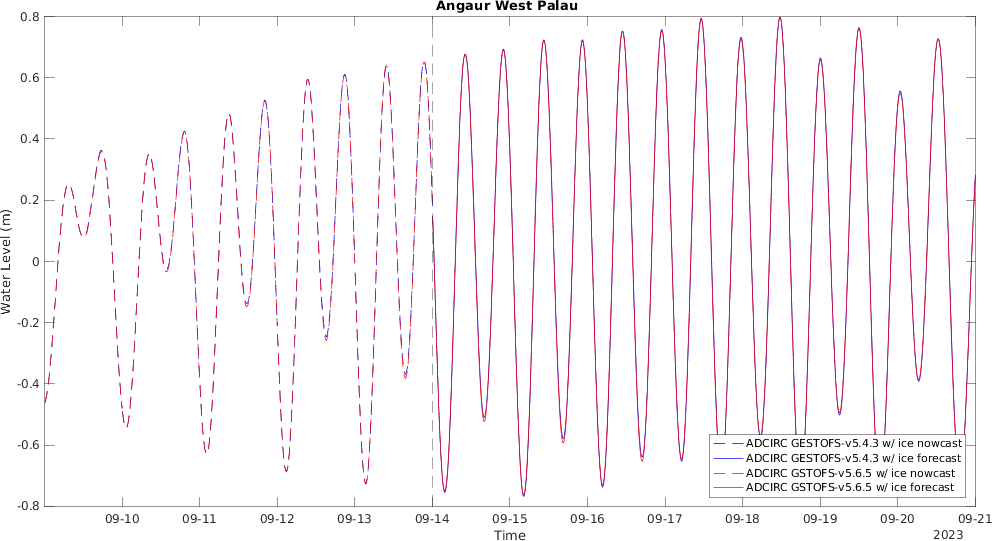 Angaur West Palau
Water Level (m)
0.8
0.6
0.4
0.2
0
-0.2
-0.4
-0.6
-0.8
ADCIRC GESTOFS-v5.4.3 w/ ice nowcast
ADCIRC GESTOFS-v5.4.3 w/ ice forecast
ADCIRC GSTOFS-v5.6.5 w/ ice nowcast
ADCIRC GSTOFS-v5.6.5 w/ ice forecast
09-10 09-11 09-12 09-13 09-14 09-15 09-16 09-17 09-18 09-19 09-20 09-21
Time
2023